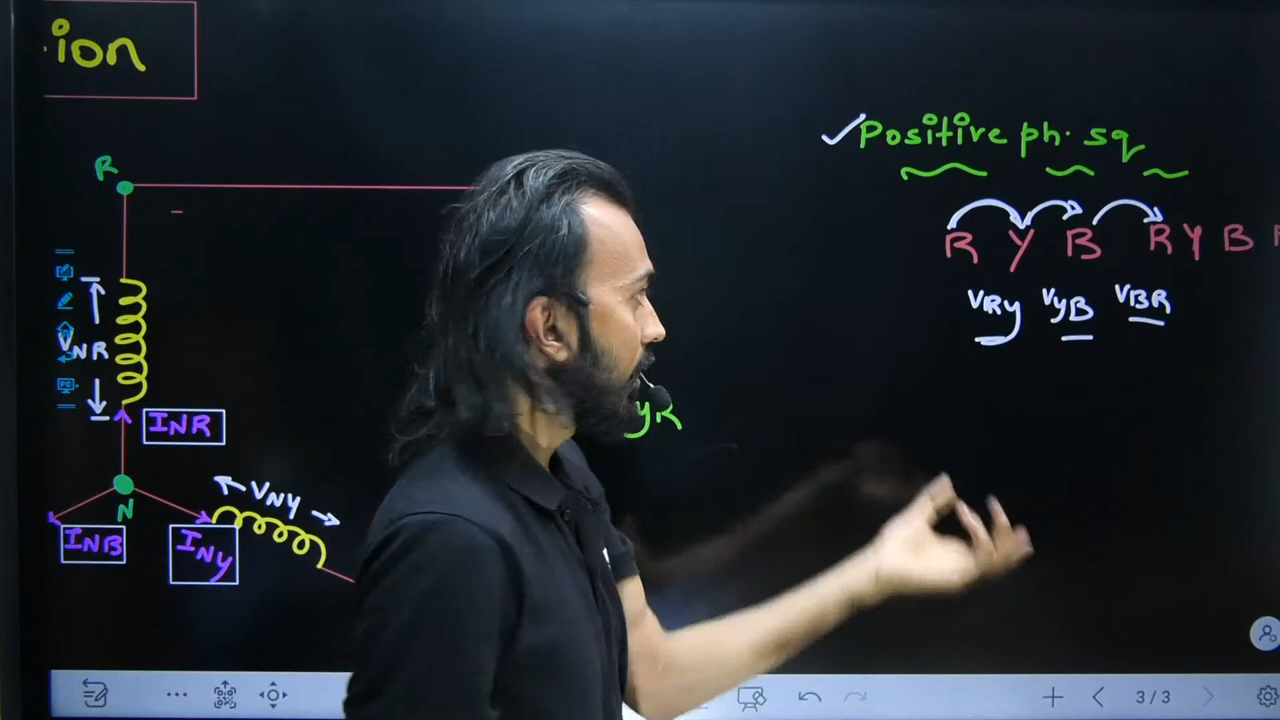 ion
Positive ph. sq
R
R Y B R Y B
VRY VYB VBR
VNR
INR
YR
N
VNY
INB
INY
3/3